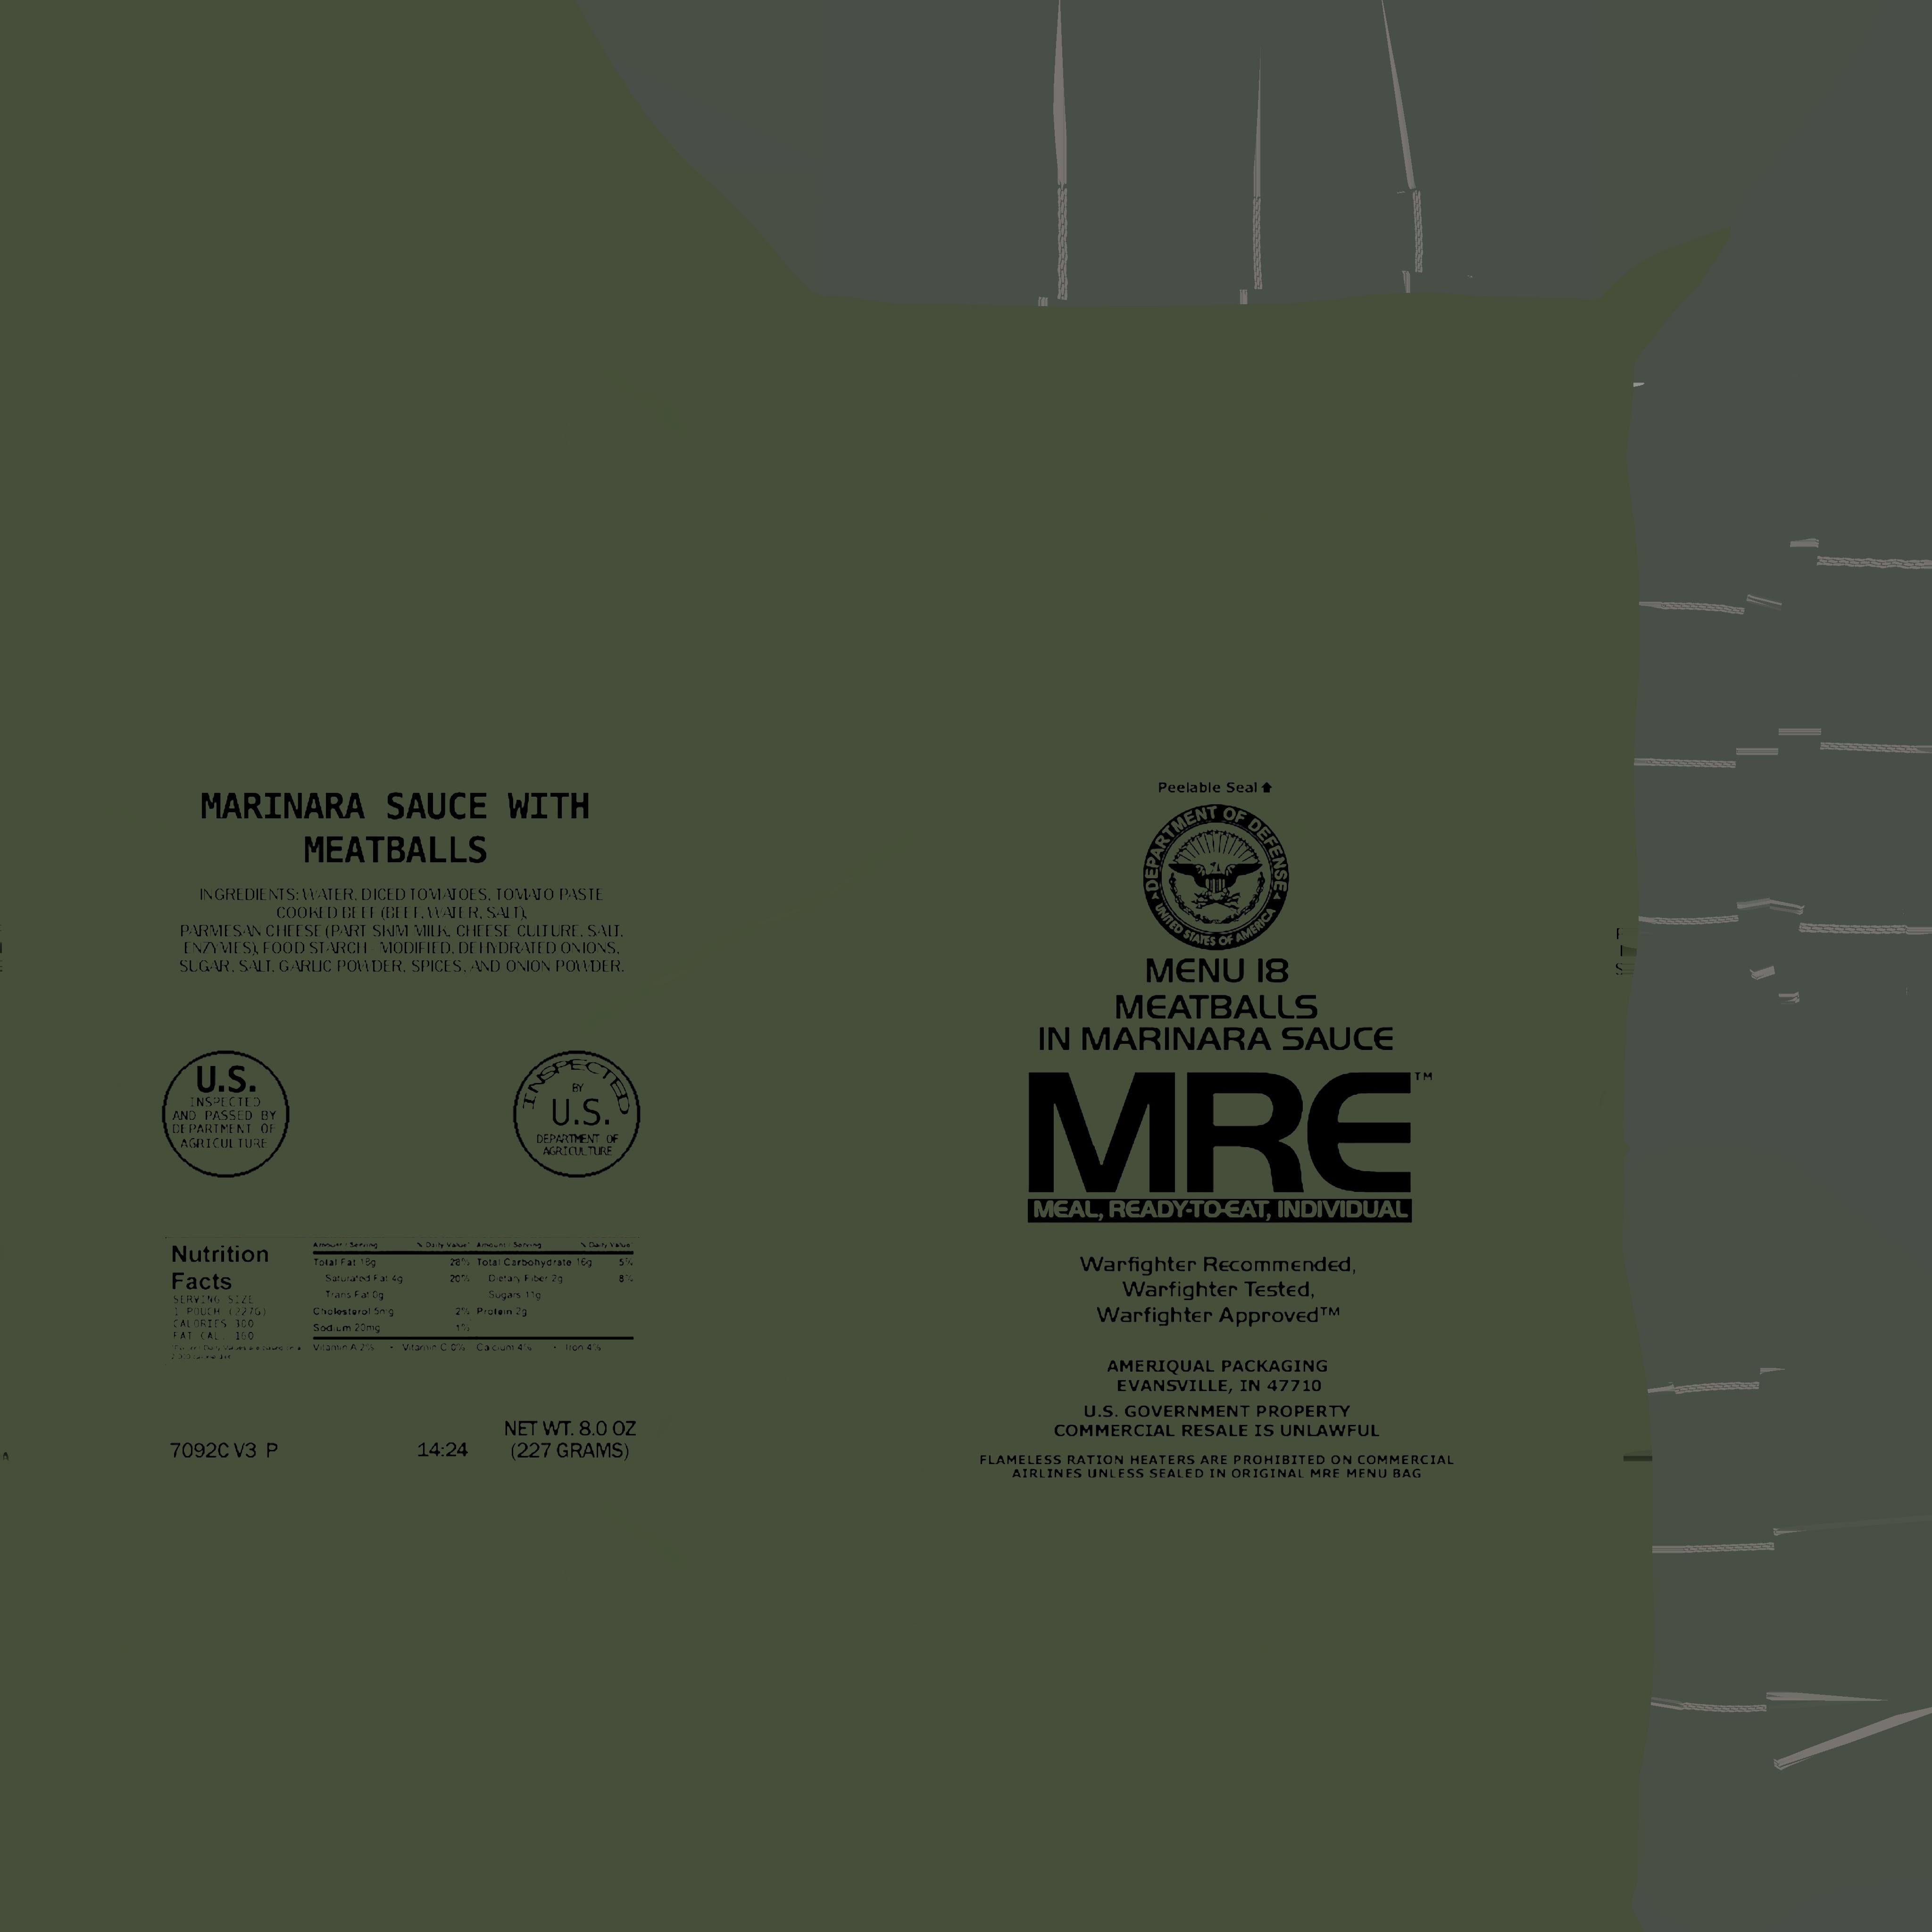 MARINARA SAUCE WITH
MEATBALLS
INGREDIENTS: WATER, DICED TOMATOES, TOMATO PASTE
COOKED BEEF (BEEF, WATER, SALT),
PARMESAN CHEESE (PART SKIM MILK, CHEESE CULTURE, SALT,
ENZYMES), FOOD STARCH - MODIFIED, DEHYDRATED ONIONS,
SUGAR, SALT, GARLIC POWDER, SPICES, AND ONION POWDER.
U.S.
INSPECTED
AND PASSED BY
DEPARTMENT OF
AGRICULTURE
INSPECTED
BY
U.S.
DEPARTMENT OF
AGRICULTURE
Nutrition
Facts
SERVING SIZE
1 POUCH (227G)
CALORIES 300
FAT CAL. 160
Amount / Serving % Daily Value* Amount / Serving % Daily Value
Total Fat 18g 28% Total Carbohydrate 16g 5%
Saturated Fat 4g 20% Dietary Fiber 2g 8%
Trans Fat 0g Sugars 11g
Cholesterol 5mg 2% Protein 2g
Sodium 20mg 1%
Vitamin A 2% • Vitamin C 0% Calcium 4% • Iron 4%
NET WT. 8.0 OZ
7092C V3 P 14:24 (227 GRAMS)
Peelable Seal
DEPARTMENT OF DEFENSE
UNITED STATES OF AMERICA
MENU 18
MEATBALLS
IN MARINARA SAUCE
MRE™
MEAL, READY-TO-EAT, INDIVIDUAL
Warfighter Recommended,
Warfighter Tested,
Warfighter Approved™
AMERIQUAL PACKAGING
EVANSVILLE, IN 47710
U.S. GOVERNMENT PROPERTY
COMMERCIAL RESALE IS UNLAWFUL
FLAMELESS RATION HEATERS ARE PROHIBITED ON COMMERCIAL
AIRLINES UNLESS SEALED IN ORIGINAL MRE MENU BAG